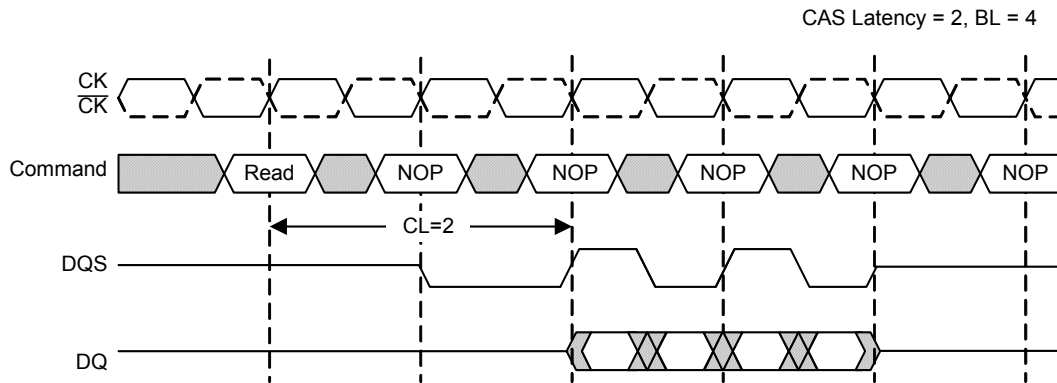 CAS Latency = 2, BL = 4
CK
CK
Command
Read
NOP
NOP
NOP
NOP
NOP
CL=2
DQS
DQ